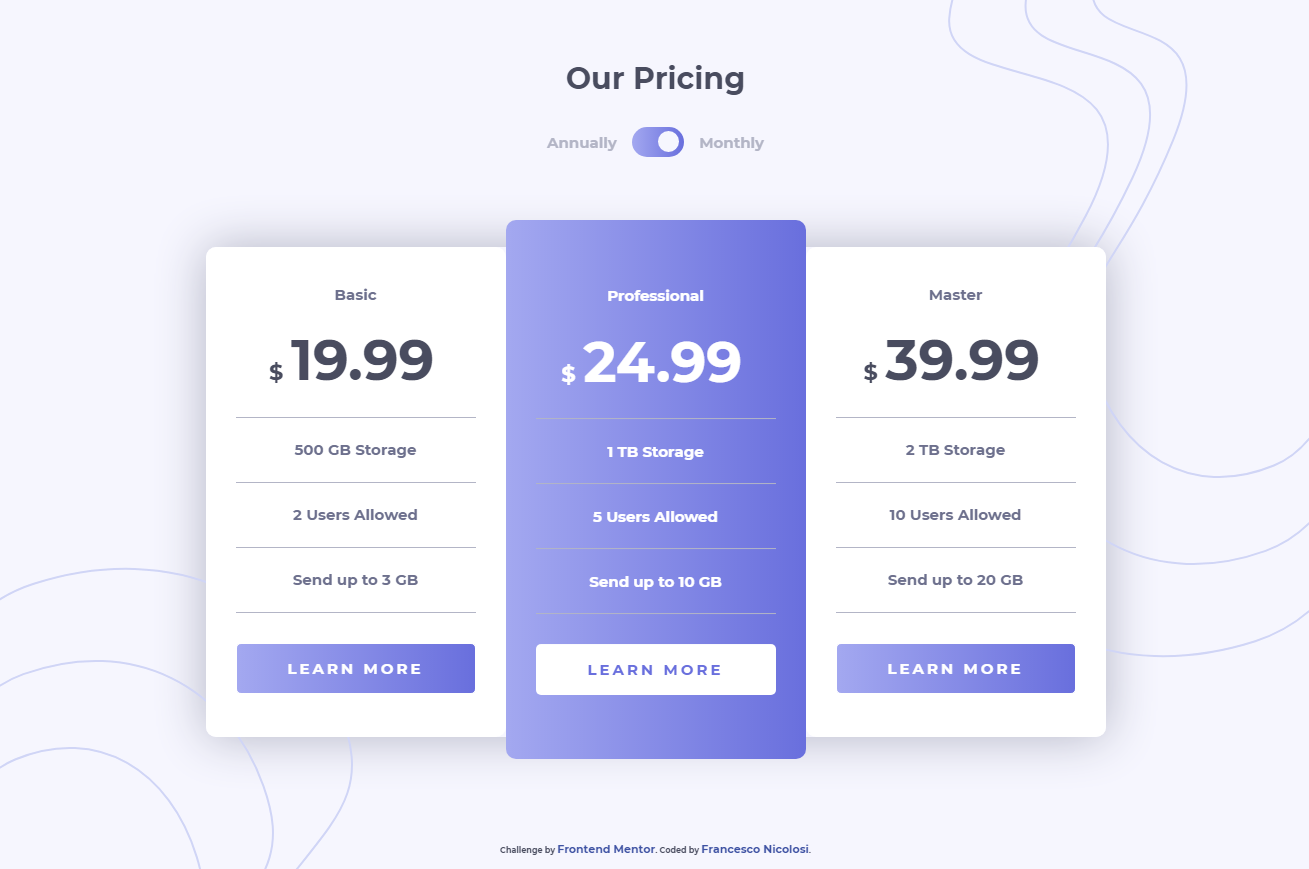 Our Pricing
Annually Monthly
Basic
$ 19.99
500 GB Storage
2 Users Allowed
Send up to 3 GB
LEARN MORE
Professional
$ 24.99
1 TB Storage
5 Users Allowed
Send up to 10 GB
LEARN MORE
Master
$ 39.99
2 TB Storage
10 Users Allowed
Send up to 20 GB
LEARN MORE
Challenge by Frontend Mentor. Coded by Francesco Nicolosi.